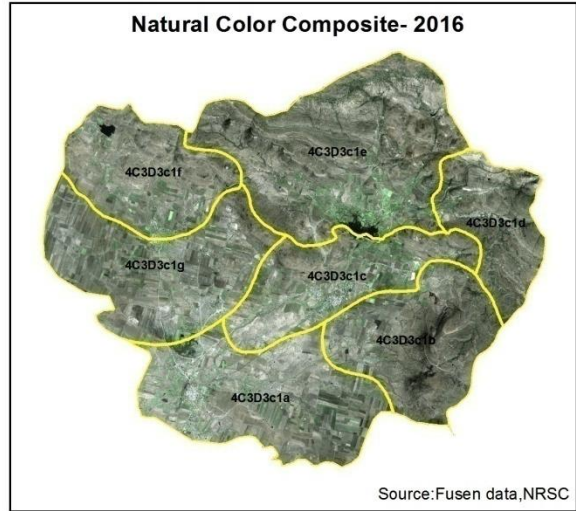 Natural Color Composite- 2016
4C3D3c1e
4C3D3c1f
4C3D3c1d
4C3D3c1g
4C3D3c1c
4C3D3c1b
4C3D3c1a
Source:Fusen data,NRSC